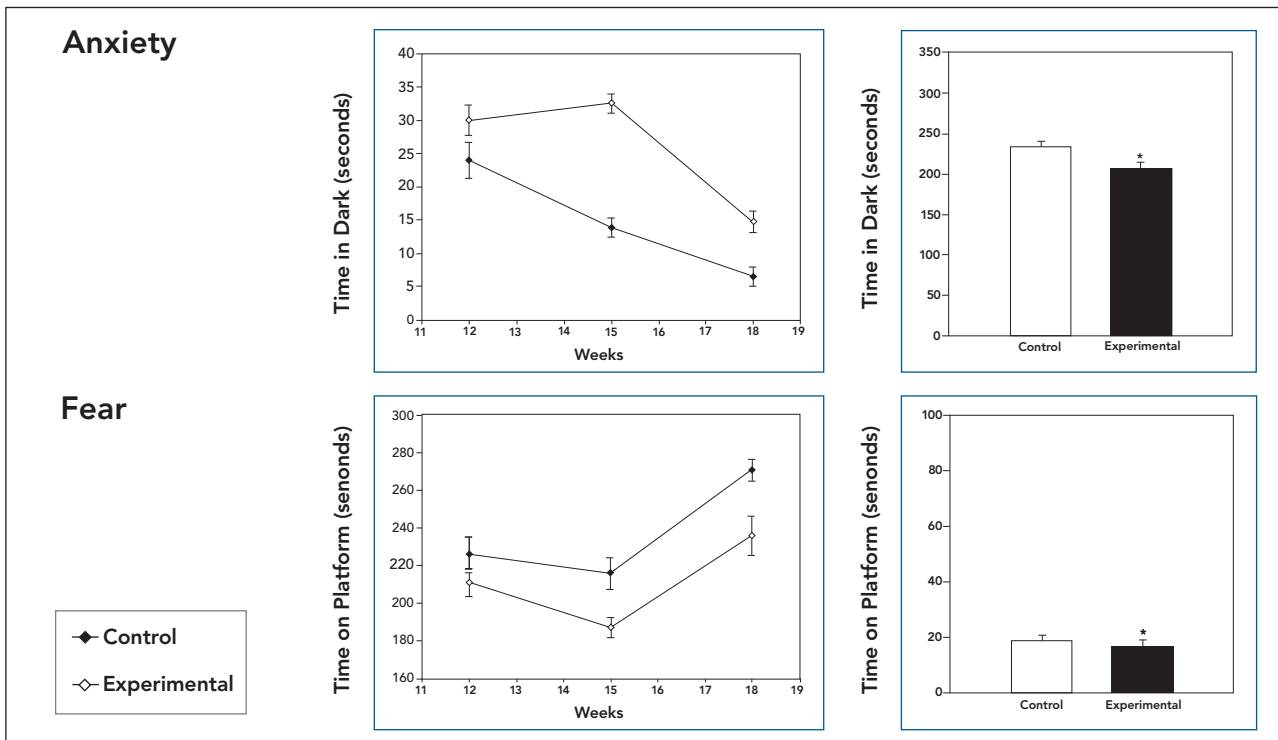 Anxiety
Time in Dark (seconds)
40
35
30
25
20
15
10
5
0
11 12 13 14 15 16 17 18 19
Weeks
Time in Dark (seconds)
350
300
250
200
150
100
50
0
*
Control Experimental
Fear
Time on Platform (senonds)
300
280
260
240
220
200
180
160
11 12 13 14 15 16 17 18 19
Weeks
Time on Platform (senonds)
100
80
60
40
20
0
*
Control Experimental
Control
Experimental